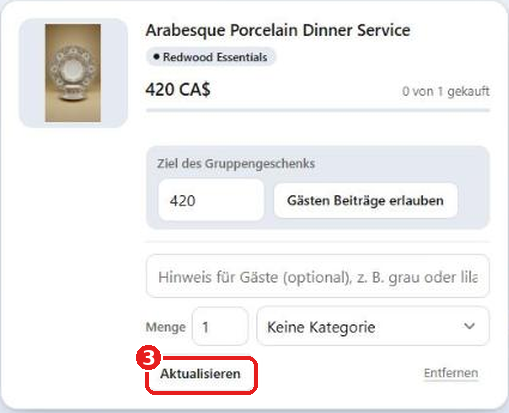 Arabesque Porcelain Dinner Service
Redwood Essentials
420 CA$
0 von 1 gekauft
Ziel des Gruppengeschenks
420
Gästen Beiträge erlauben
Hinweis für Gäste (optional), z. B. grau oder lila
Menge 1 Keine Kategorie
3
Aktualisieren
Entfernen